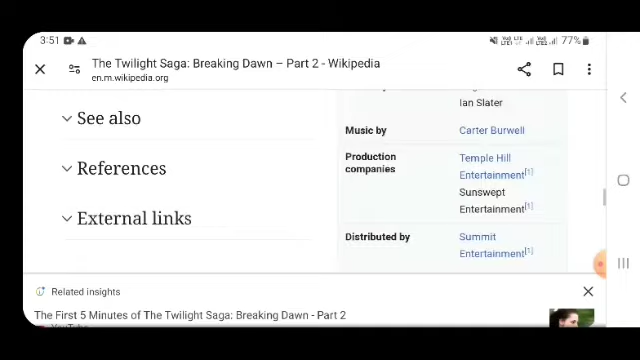 3:51
77%
The Twilight Saga: Breaking Dawn – Part 2 - Wikipedia
en.m.wikipedia.org
Ian Slater
See also
Music by Carter Burwell
Production companies
Temple Hill Entertainment[1]
Sunswept Entertainment[1]
References
External links
Distributed by
Summit Entertainment[1]
Related insights
The First 5 Minutes of The Twilight Saga: Breaking Dawn - Part 2
YouTube